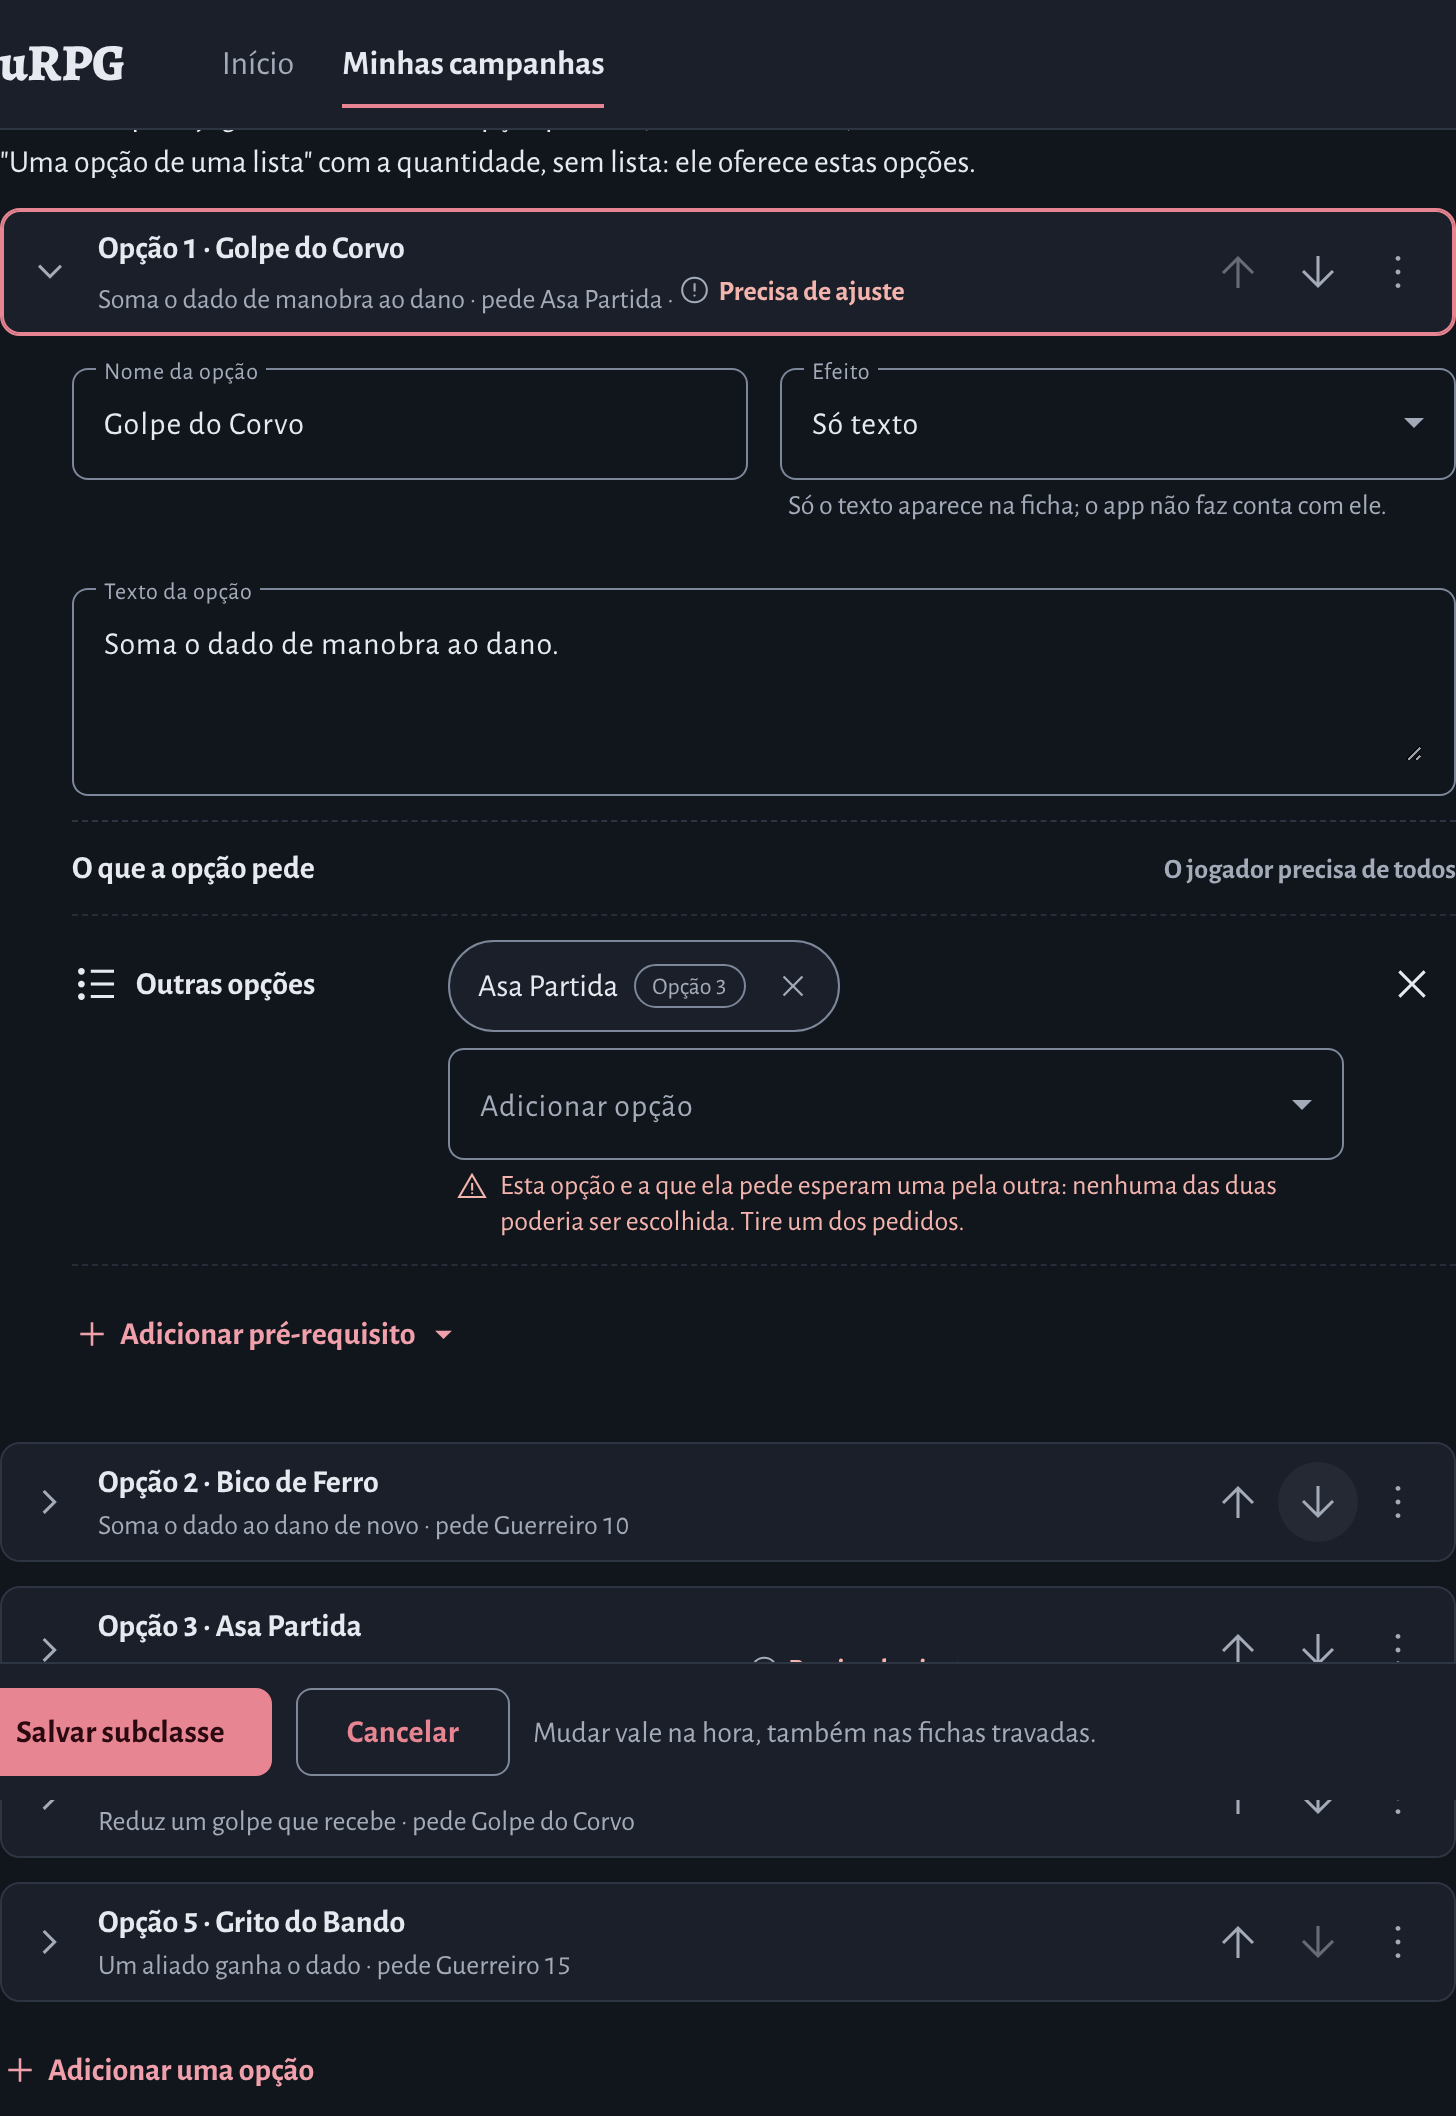 uRPG
Início
Minhas campanhas
"Uma opção de uma lista" com a quantidade, sem lista: ele oferece estas opções.
Opção 1 · Golpe do Corvo
Soma o dado de manobra ao dano · pede Asa Partida · Precisa de ajuste
Nome da opção
Golpe do Corvo
Efeito
Só texto
Só o texto aparece na ficha; o app não faz conta com ele.
Texto da opção
Soma o dado de manobra ao dano.
O que a opção pede
O jogador precisa de todos
Outras opções
Asa Partida
Opção 3
Adicionar opção
Esta opção e a que ela pede esperam uma pela outra: nenhuma das duas
poderia ser escolhida. Tire um dos pedidos.
Adicionar pré-requisito
Opção 2 · Bico de Ferro
Soma o dado ao dano de novo · pede Guerreiro 10
Opção 3 · Asa Partida
Salvar subclasse
Cancelar
Mudar vale na hora, também nas fichas travadas.
Reduz um golpe que recebe · pede Golpe do Corvo
Opção 5 · Grito do Bando
Um aliado ganha o dado · pede Guerreiro 15
Adicionar uma opção